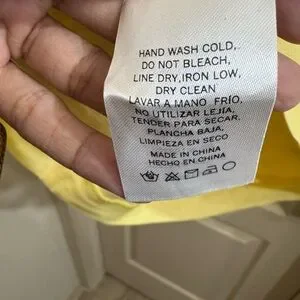 HAND WASH COLD,
DO NOT BLEACH,
LINE DRY,IRON LOW,
DRY CLEAN
LAVAR A MANO FRÍO,
NO UTILIZAR LEJÍA,
TENDER PARA SECAR,
PLANCHA BAJA,
LIMPIEZA EN SECO
MADE IN CHINA
HECHO EN CHINA